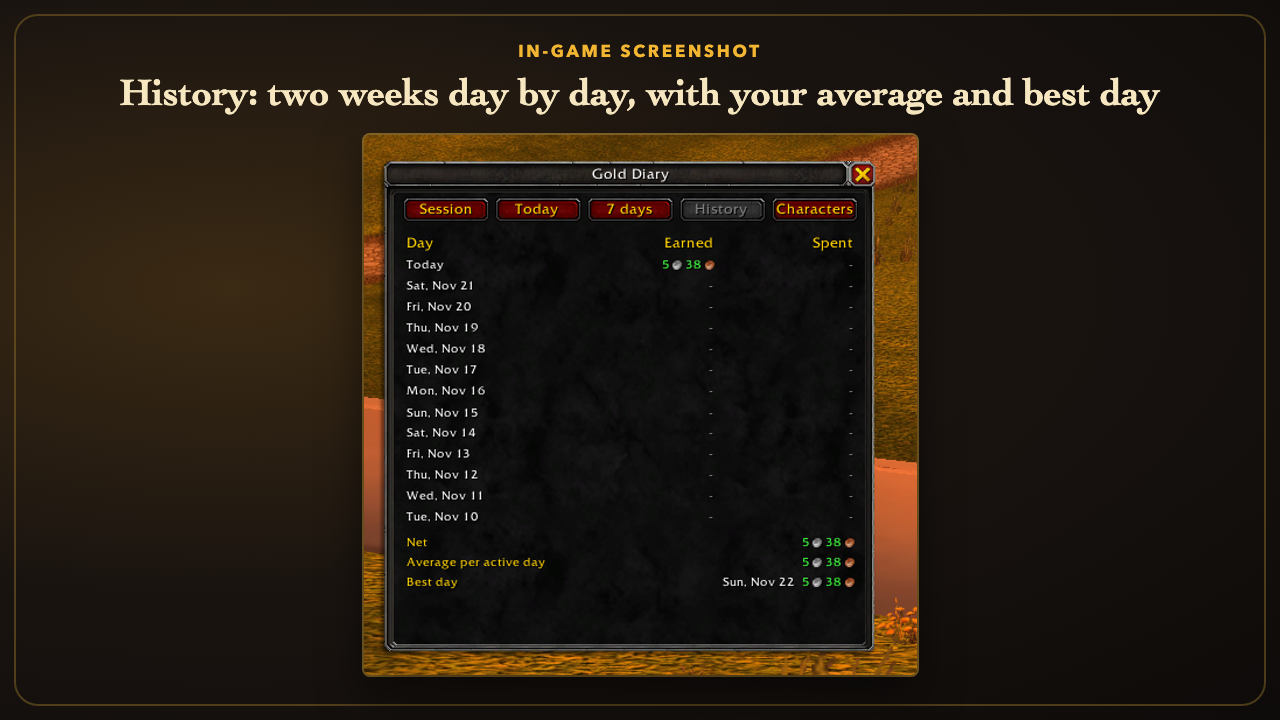 IN-GAME SCREENSHOT
History: two weeks day by day, with your average and best day
Gold Diary
Session Today 7 days History Characters
Day Earned Spent
Today 5 38 -
Sat, Nov 21 - -
Fri, Nov 20 - -
Thu, Nov 19 - -
Wed, Nov 18 - -
Tue, Nov 17 - -
Mon, Nov 16 - -
Sun, Nov 15 - -
Sat, Nov 14 - -
Fri, Nov 13 - -
Thu, Nov 12 - -
Wed, Nov 11 - -
Tue, Nov 10 - -
Net 5 38
Average per active day 5 38
Best day Sun, Nov 22 5 38